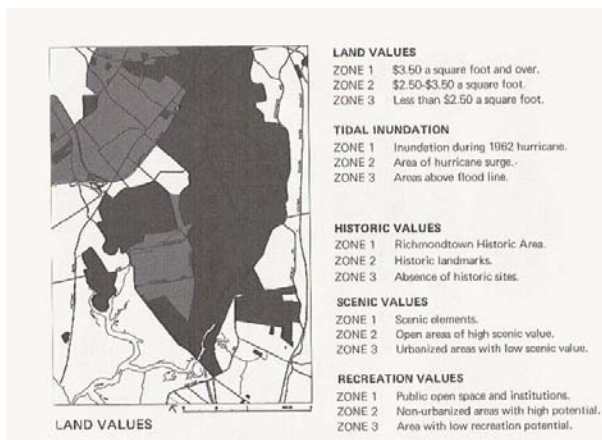 LAND VALUES
ZONE 1 $3.50 a square foot and over.
ZONE 2 $2.50-$3.50 a square foot.
ZONE 3 Less than $2.50 a square foot.
TIDAL INUNDATION
ZONE 1 Inundation during 1962 hurricane.
ZONE 2 Area of hurricane surge.
ZONE 3 Areas above flood line.
HISTORIC VALUES
ZONE 1 Richmondtown Historic Area.
ZONE 2 Historic landmarks.
ZONE 3 Absence of historic sites.
SCENIC VALUES
ZONE 1 Scenic elements.
ZONE 2 Open areas of high scenic value.
ZONE 3 Urbanized areas with low scenic value.
RECREATION VALUES
ZONE 1 Public open space and institutions.
ZONE 2 Non-urbanized areas with high potential.
ZONE 3 Area with low recreation potential.
LAND VALUES